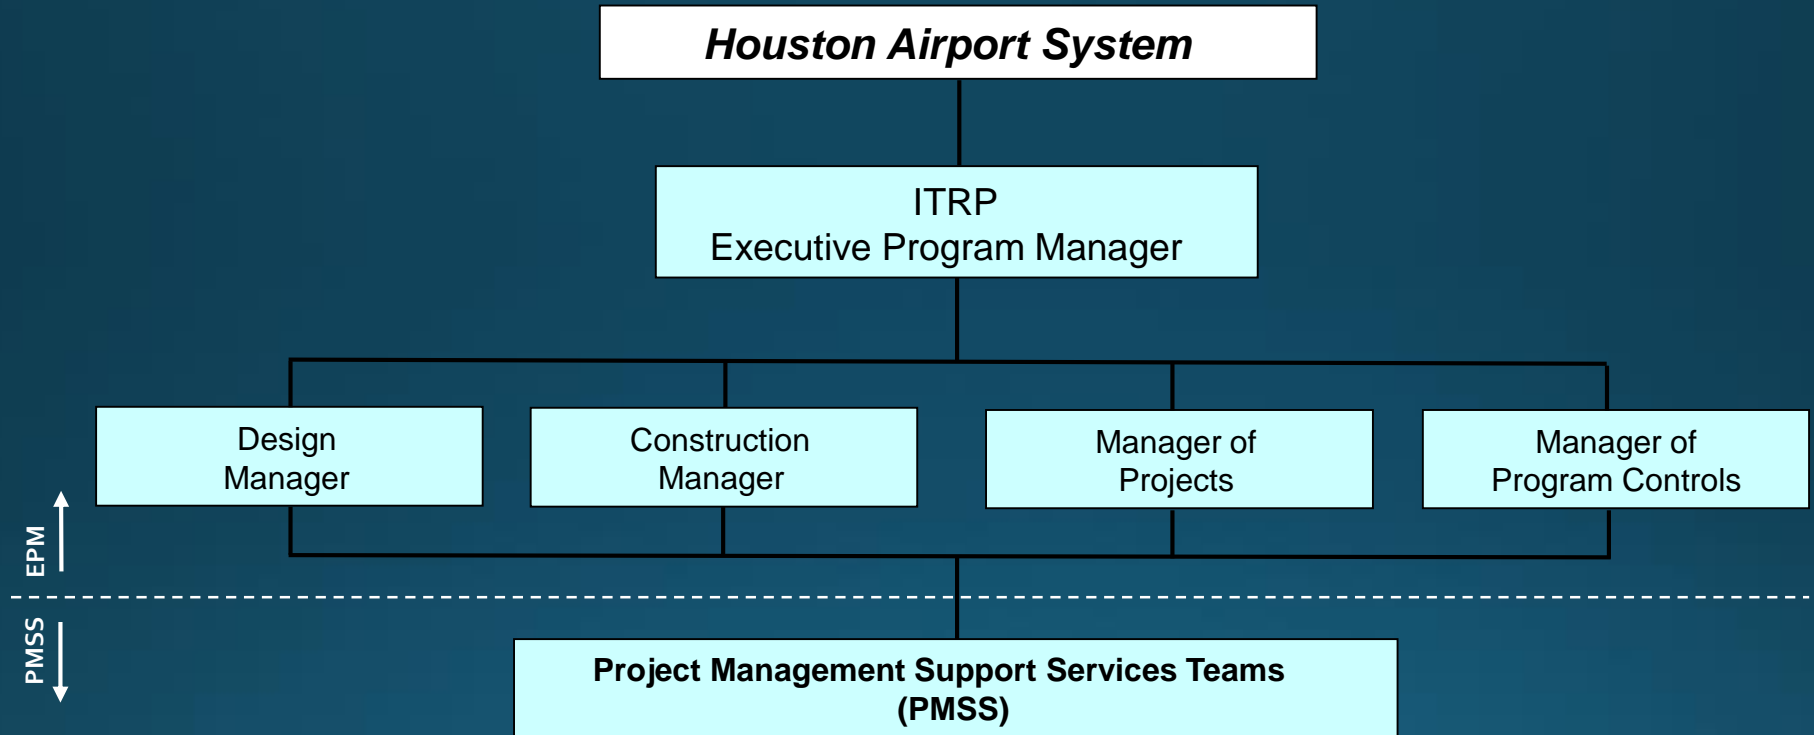 Houston Airport System
ITRP
Executive Program Manager
Design
Manager
Construction
Manager
Manager of
Projects
Manager of
Program Controls
EPM
PMSS
Project Management Support Services Teams
(PMSS)